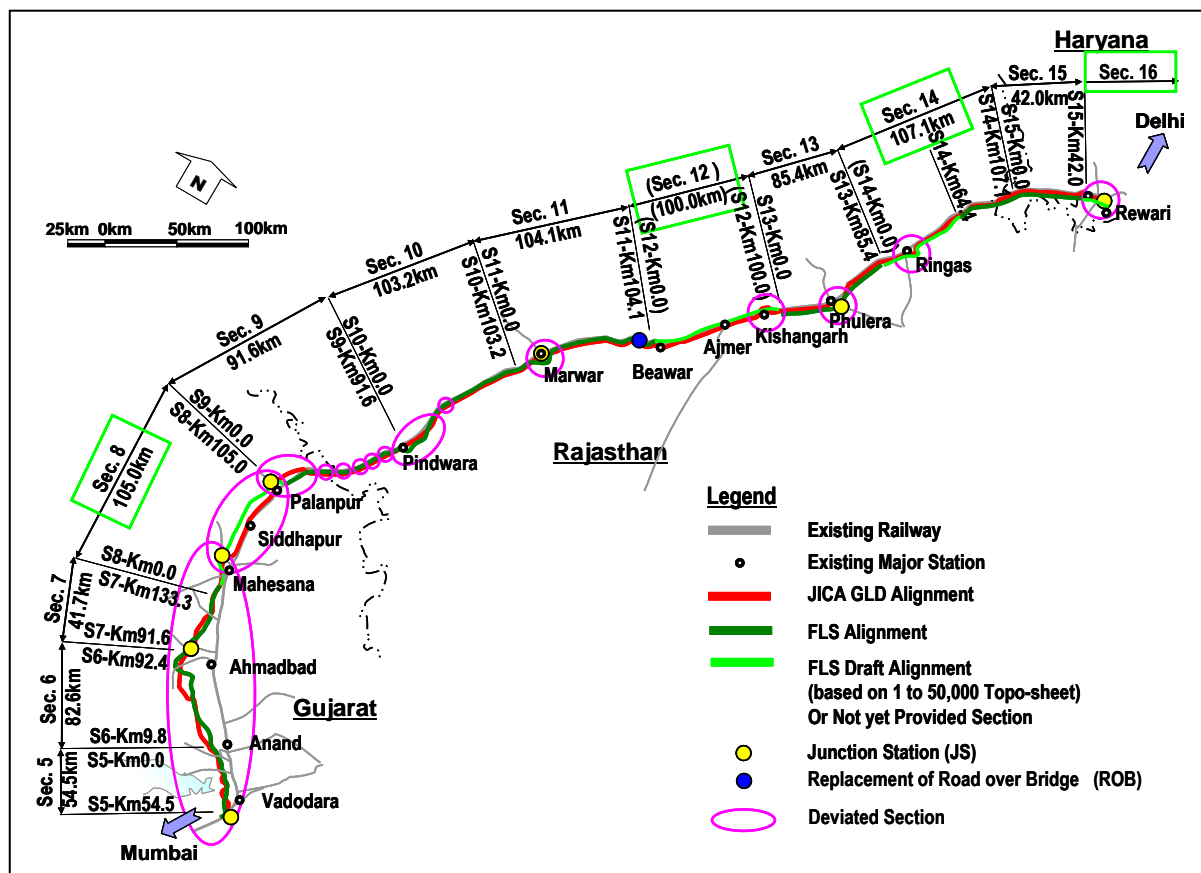 Haryana
Sec. 15
42.0km
Sec. 16
Sec. 14
107.1km
Delhi
Sec. 13
85.4km
(Sec. 12 )
(100.0km)
Sec. 11
104.1km
Sec. 10
103.2km
Sec. 9
91.6km
Sec. 8
105.0km
Sec. 7
41.7km
Sec. 6
82.6km
Sec. 5
54.5km
N
25km 0 50km 100km
S15-Km42.0
S15-Km0.0
S14-Km107.1
S14-Km64.4
(S14-Km0.0)
S13-Km85.4
S13-Km0.0
(S12-Km100.0)
(S12-Km0.0)
S11-Km104.1
S11-Km0.0
S10-Km103.2
S10-Km0.0
S9-Km91.6
S9-Km0.0
S8-Km105.0
S8-Km0.0
S7-Km133.3
S7-Km91.6
S6-Km92.4
S6-Km9.8
S5-Km0.0
S5-Km54.5
Rewari
Ringas
Phulera
Kishangarh
Ajmer
Beawar
Marwar
Rajasthan
Pindwara
Palanpur
Siddhapur
Mahesana
Ahmadbad
Gujarat
Anand
Vadodara
Mumbai
Legend
Existing Railway
Existing Major Station
JICA GLD Alignment
FLS Alignment
FLS Draft Alignment
(based on 1 to 50,000 Topo-sheet)
Or Not yet Provided Section
Junction Station (JS)
Replacement of Road over Bridge (ROB)
Deviated Section